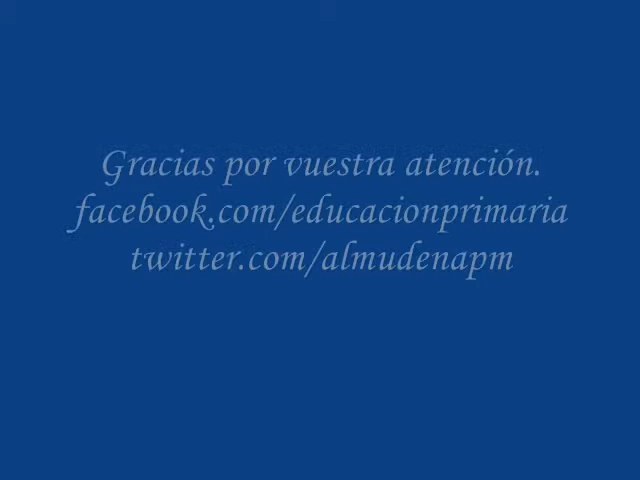 Gracias por vuestra atención.
facebook.com/educacionprimaria
twitter.com/almudenapm